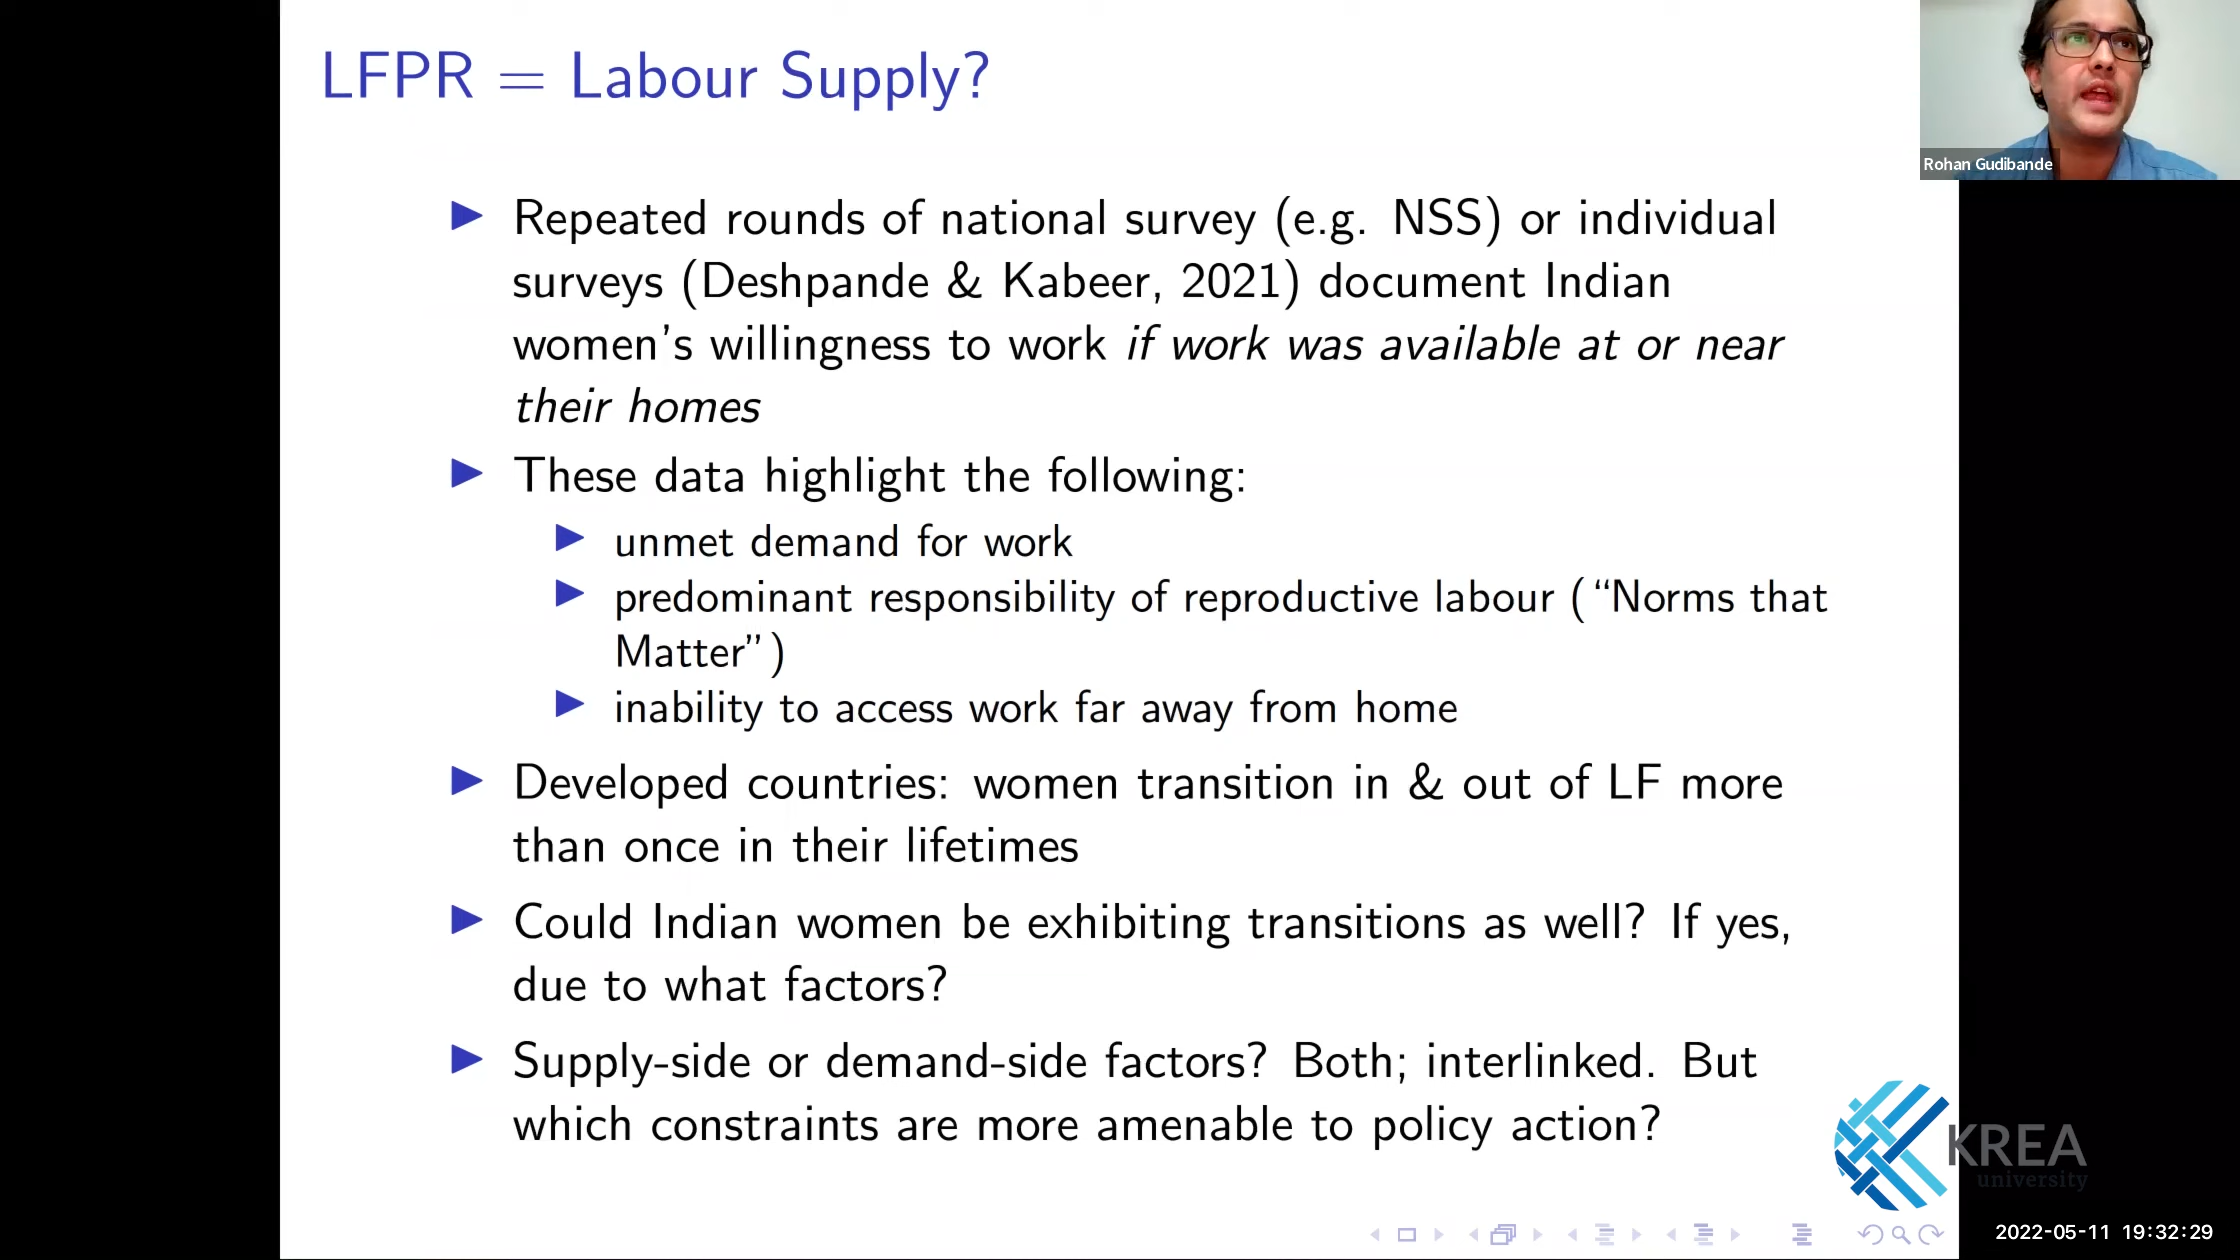 LFPR = Labour Supply?
Rohan Gudibande
▶ Repeated rounds of national survey (e.g. NSS) or individual
surveys (Deshpande & Kabeer, 2021) document Indian
women's willingness to work if work was available at or near
their homes
▶ These data highlight the following:
▶ unmet demand for work
▶ predominant responsibility of reproductive labour (“Norms that
Matter”)
▶ inability to access work far away from home
▶ Developed countries: women transition in & out of LF more
than once in their lifetimes
▶ Could Indian women be exhibiting transitions as well? If yes,
due to what factors?
▶ Supply-side or demand-side factors? Both; interlinked. But
which constraints are more amenable to policy action?
KREA
university
2022-05-11 19:32:29